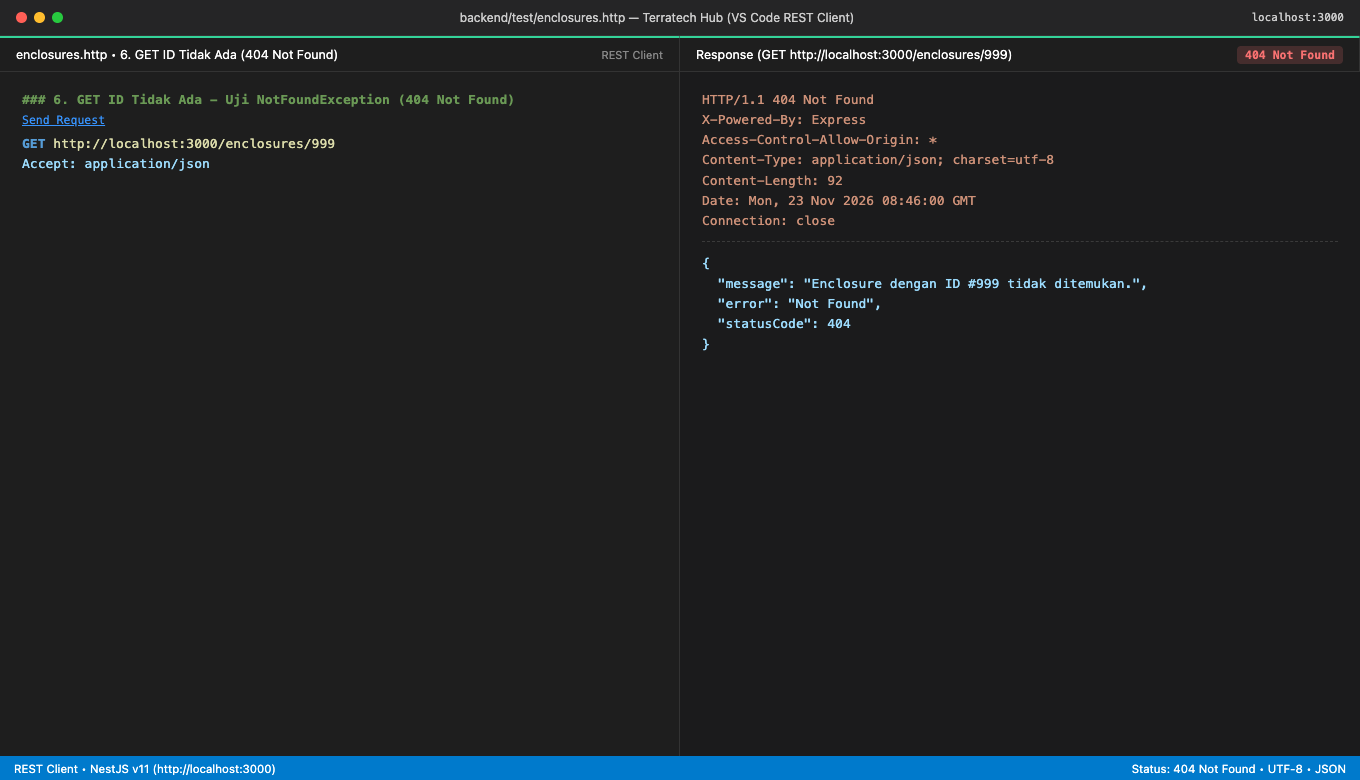 backend/test/enclosures.http — Terratech Hub (VS Code REST Client)
localhost:3000
enclosures.http • 6. GET ID Tidak Ada (404 Not Found)
REST Client
### 6. GET ID Tidak Ada - Uji NotFoundException (404 Not Found)
Send Request
GET http://localhost:3000/enclosures/999
Accept: application/json
Response (GET http://localhost:3000/enclosures/999)
404 Not Found
HTTP/1.1 404 Not Found
X-Powered-By: Express
Access-Control-Allow-Origin: *
Content-Type: application/json; charset=utf-8
Content-Length: 92
Date: Mon, 23 Nov 2026 08:46:00 GMT
Connection: close
{
  "message": "Enclosure dengan ID #999 tidak ditemukan.",
  "error": "Not Found",
  "statusCode": 404
}
REST Client • NestJS v11 (http://localhost:3000)
Status: 404 Not Found • UTF-8 • JSON